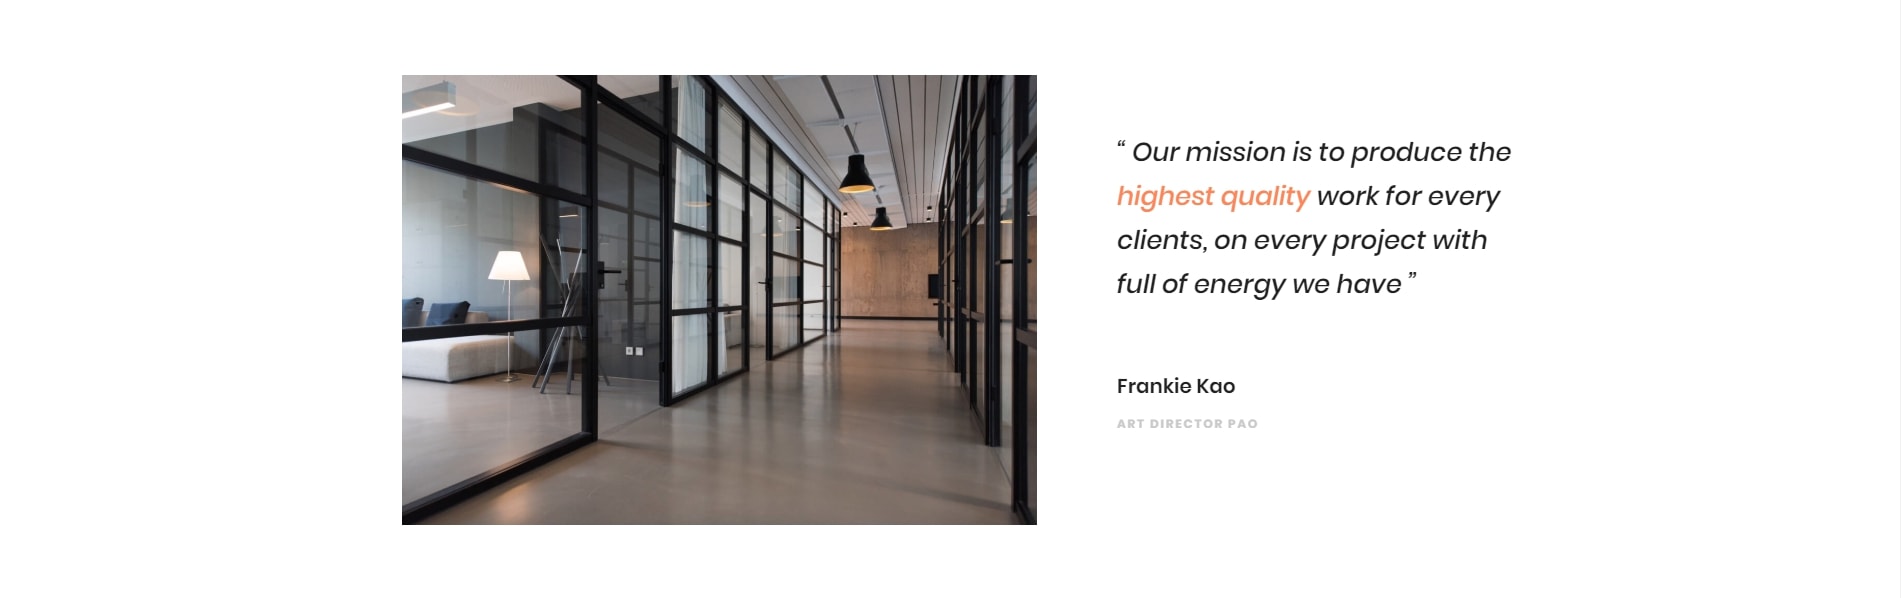 “ Our mission is to produce the
highest quality work for every
clients, on every project with
full of energy we have ”
Frankie Kao
ART DIRECTOR PAO